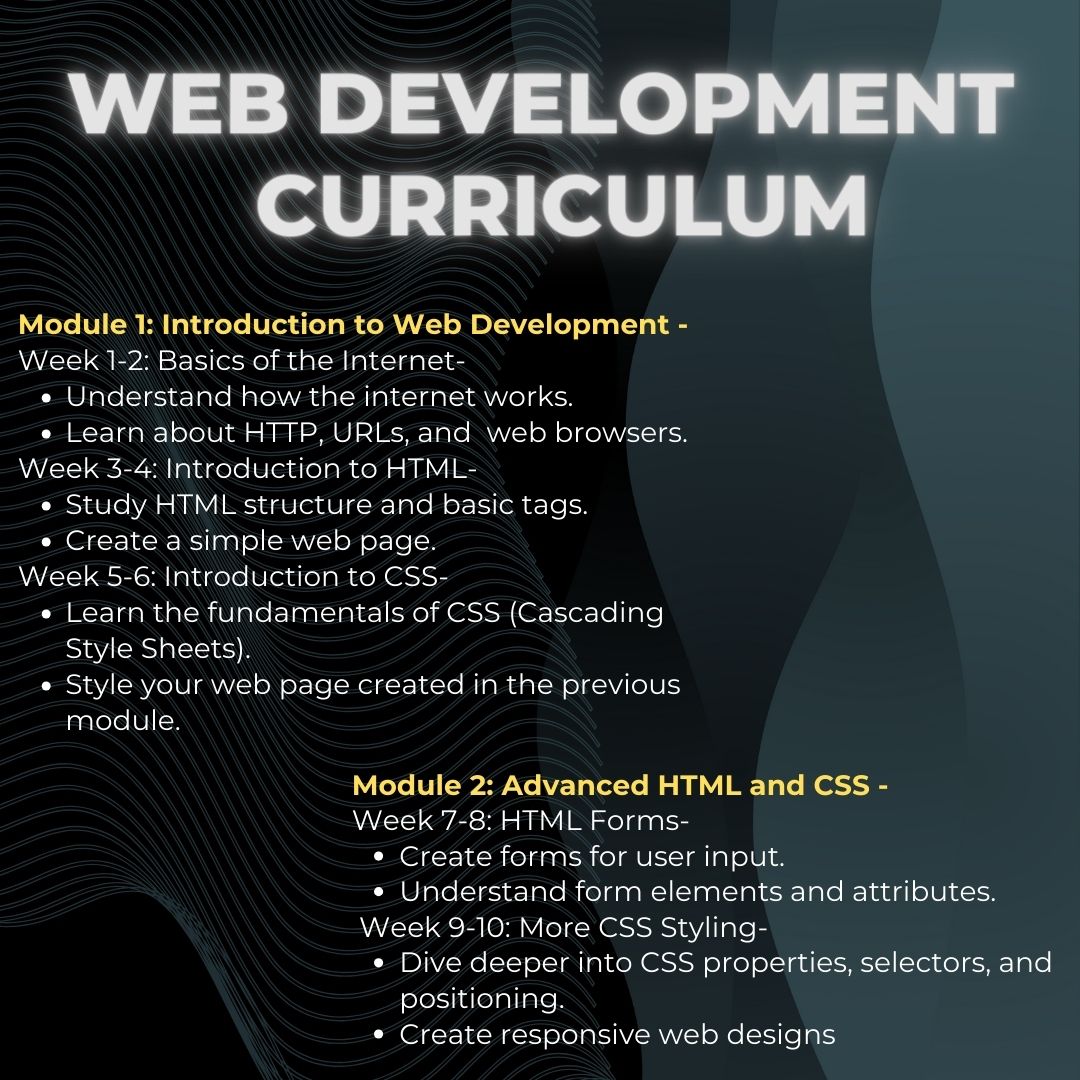 WEB DEVELOPMENT
CURRICULUM
Module 1: Introduction to Web Development -
Week 1-2: Basics of the Internet-
• Understand how the internet works.
• Learn about HTTP, URLs, and  web browsers.
Week 3-4: Introduction to HTML-
• Study HTML structure and basic tags.
• Create a simple web page.
Week 5-6: Introduction to CSS-
• Learn the fundamentals of CSS (Cascading
Style Sheets).
• Style your web page created in the previous
module.
Module 2: Advanced HTML and CSS -
Week 7-8: HTML Forms-
• Create forms for user input.
• Understand form elements and attributes.
Week 9-10: More CSS Styling-
• Dive deeper into CSS properties, selectors, and
positioning.
• Create responsive web designs